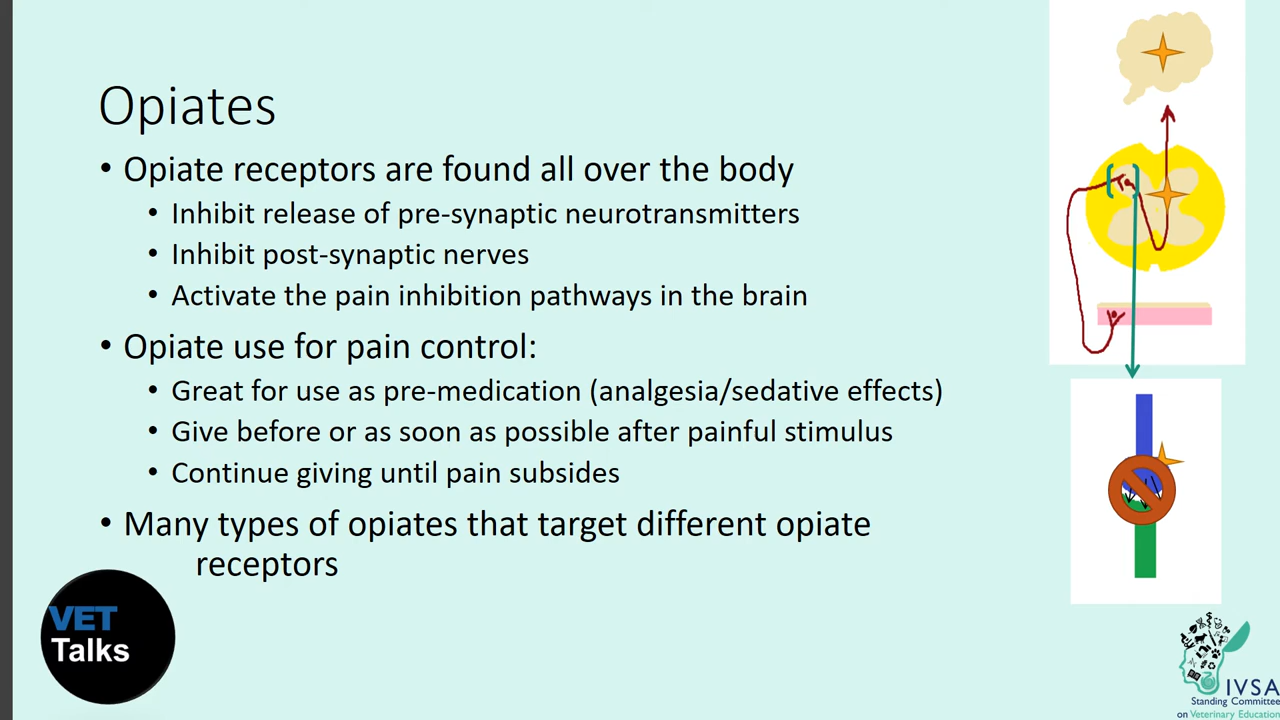 Opiates
• Opiate receptors are found all over the body
• Inhibit release of pre-synaptic neurotransmitters
• Inhibit post-synaptic nerves
• Activate the pain inhibition pathways in the brain
• Opiate use for pain control:
• Great for use as pre-medication (analgesia/sedative effects)
• Give before or as soon as possible after painful stimulus
• Continue giving until pain subsides
• Many types of opiates that target different opiate
receptors
VET
Talks
IVSA
Standing Committee
on Veterinary Education